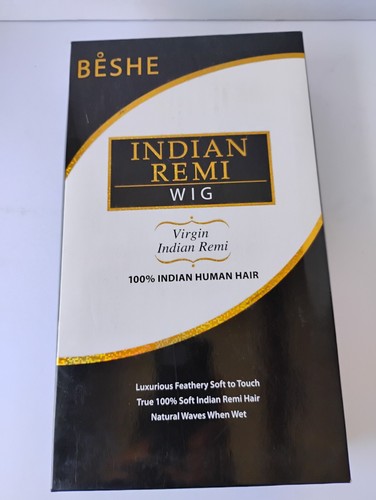 BESHE
INDIAN
REMI
WIG
Virgin
Indian Remi
100% INDIAN HUMAN HAIR
Luxurious Feathery Soft to Touch
True 100% Soft Indian Remi Hair
Natural Waves When Wet